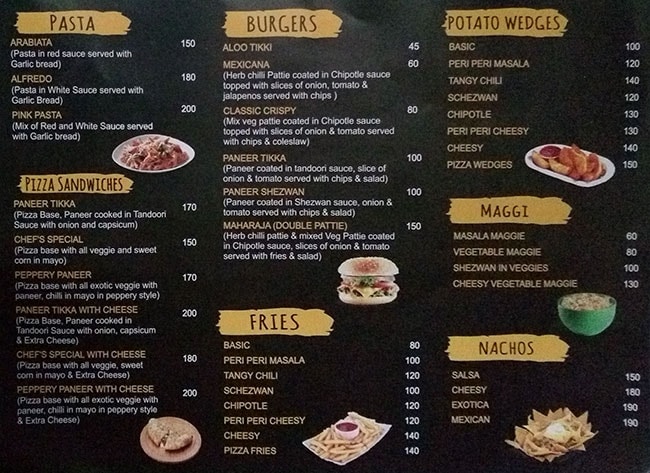 PASTA
ARABIATA 150
(Pasta in red sauce served with
Garlic bread)
ALFREDO 180
(Pasta in White Sauce served with
Garlic Bread)
PINK PASTA 200
(Mix of Red and White Sauce served
with Garlic bread)
PIZZA SANDWICHES
PANEER TIKKA 170
(Pizza Base, Paneer cooked in Tandoori
Sauce with onion and capsicum)
CHEF'S SPECIAL 150
(Pizza base with all veggie and sweet
corn in mayo)
PEPPERY PANEER 170
(Pizza base with all exotic veggie with
paneer, chilli in mayo in peppery style)
PANEER TIKKA WITH CHEESE 200
(Pizza Base, Paneer cooked in
Tandoori Sauce with onion, capsicum
& Extra Cheese)
CHEF'S SPECIAL WITH CHEESE 180
(Pizza base with all veggie, sweet
corn in mayo & Extra Cheese)
PEPPERY PANEER WITH CHEESE 200
(Pizza base with all exotic veggie with
paneer, chilli in mayo in peppery style
& Extra Cheese)
BURGERS
ALOO TIKKI 45
MEXICANA 60
(Herb chilli Pattie coated in Chipotle sauce
topped with slices of onion, tomato &
jalapenos served with chips )
CLASSIC CRISPY 80
(Mix veg pattie coated in Chipotle sauce
topped with slices of onion & tomato served
with chips & coleslaw)
PANEER TIKKA 100
(Paneer coated in tandoori sauce, slice of
onion & tomato served with chips & salad)
PANEER SHEZWAN 100
(Paneer coated in Shezwan sauce, onion &
tomato served with chips & salad)
MAHARAJA (DOUBLE PATTIE) 150
(Herb chilli pattie & mixed Veg Pattie coated
in Chipotle sauce, slices of onion & tomato
served with fries & salad)
FRIES
BASIC 80
PERI PERI MASALA 100
TANGY CHILI 120
SCHEZWAN 100
CHIPOTLE 120
PERI PERI CHEESY 120
CHEESY 140
PIZZA FRIES 140
POTATO WEDGES
BASIC 100
PERI PERI MASALA 120
TANGY CHILI 140
SCHEZWAN 120
CHIPOTLE 130
PERI PERI CHEESY 130
CHEESY 140
PIZZA WEDGES 150
MAGGI
MASALA MAGGIE 60
VEGETABLE MAGGIE 80
SHEZWAN IN VEGGIES 100
CHEESY VEGETABLE MAGGIE 130
NACHOS
SALSA 150
CHEESY 180
EXOTICA 190
MEXICAN 190